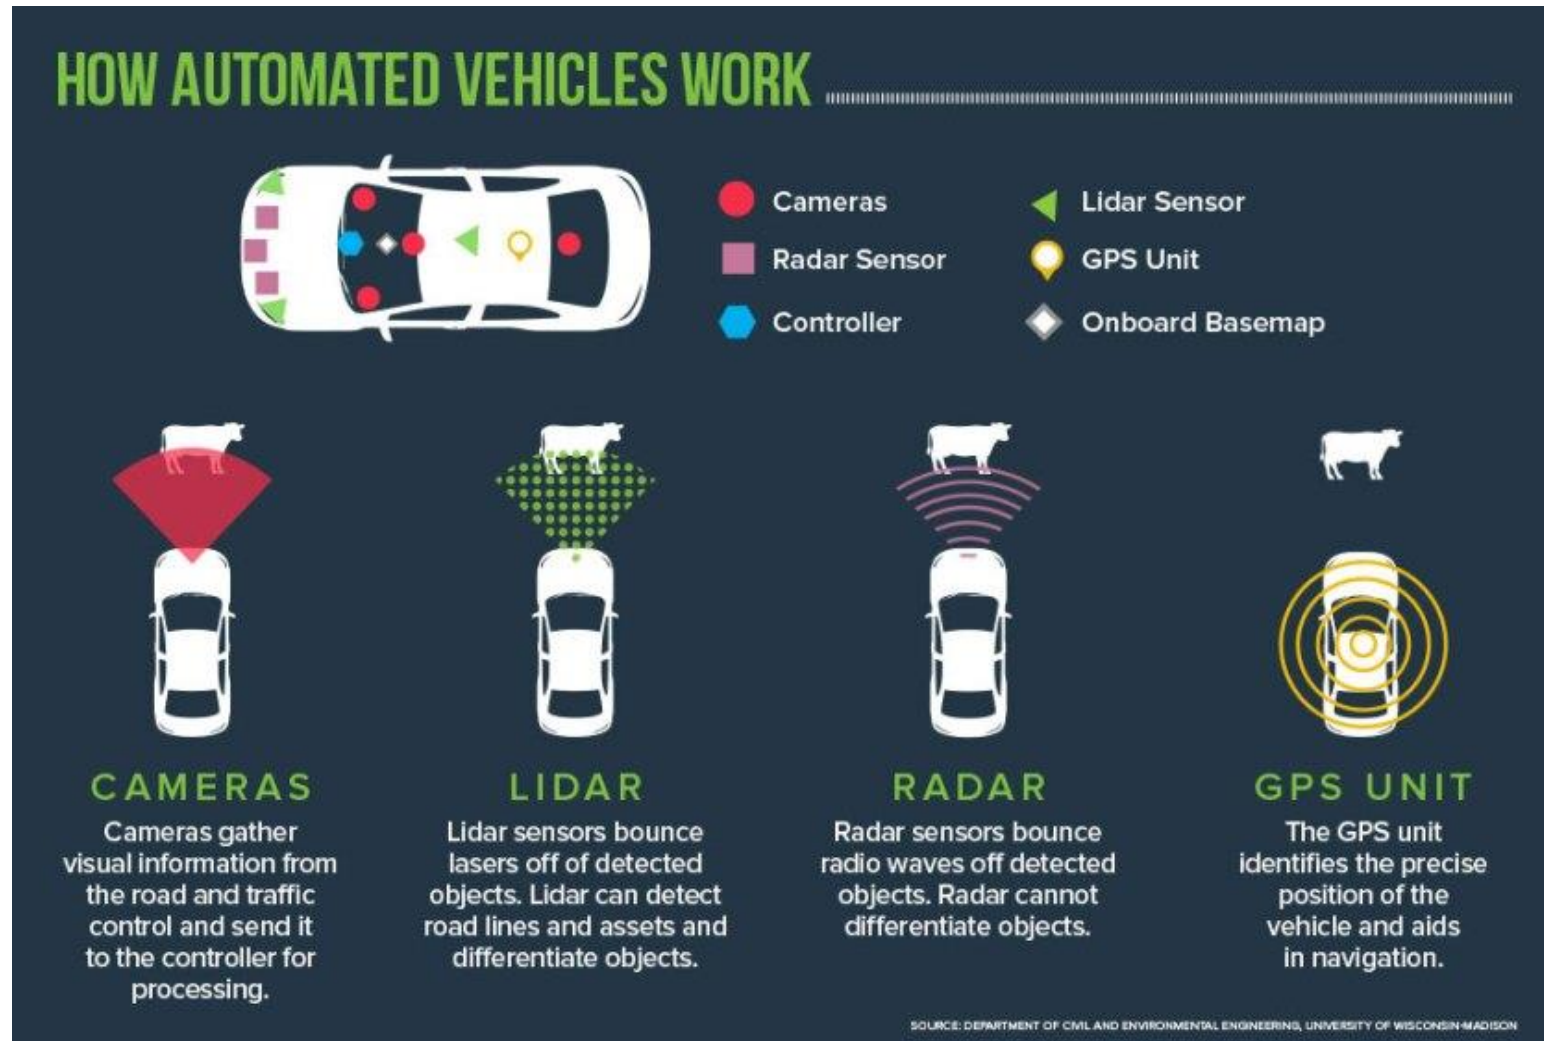 HOW AUTOMATED VEHICLES WORK
Cameras
Lidar Sensor
Radar Sensor
GPS Unit
Controller
Onboard Basemap
CAMERAS
Cameras gather
visual information from
the road and traffic
control and send it
to the controller for
processing.
LIDAR
Lidar sensors bounce
lasers off of detected
objects. Lidar can detect
road lines and assets and
differentiate objects.
RADAR
Radar sensors bounce
radio waves off detected
objects. Radar cannot
differentiate objects.
GPS UNIT
The GPS unit
identifies the precise
position of the
vehicle and aids
in navigation.
SOURCE: DEPARTMENT OF CIVIL AND ENVIRONMENTAL ENGINEERING, UNIVERSITY OF WISCONSIN-MADISON